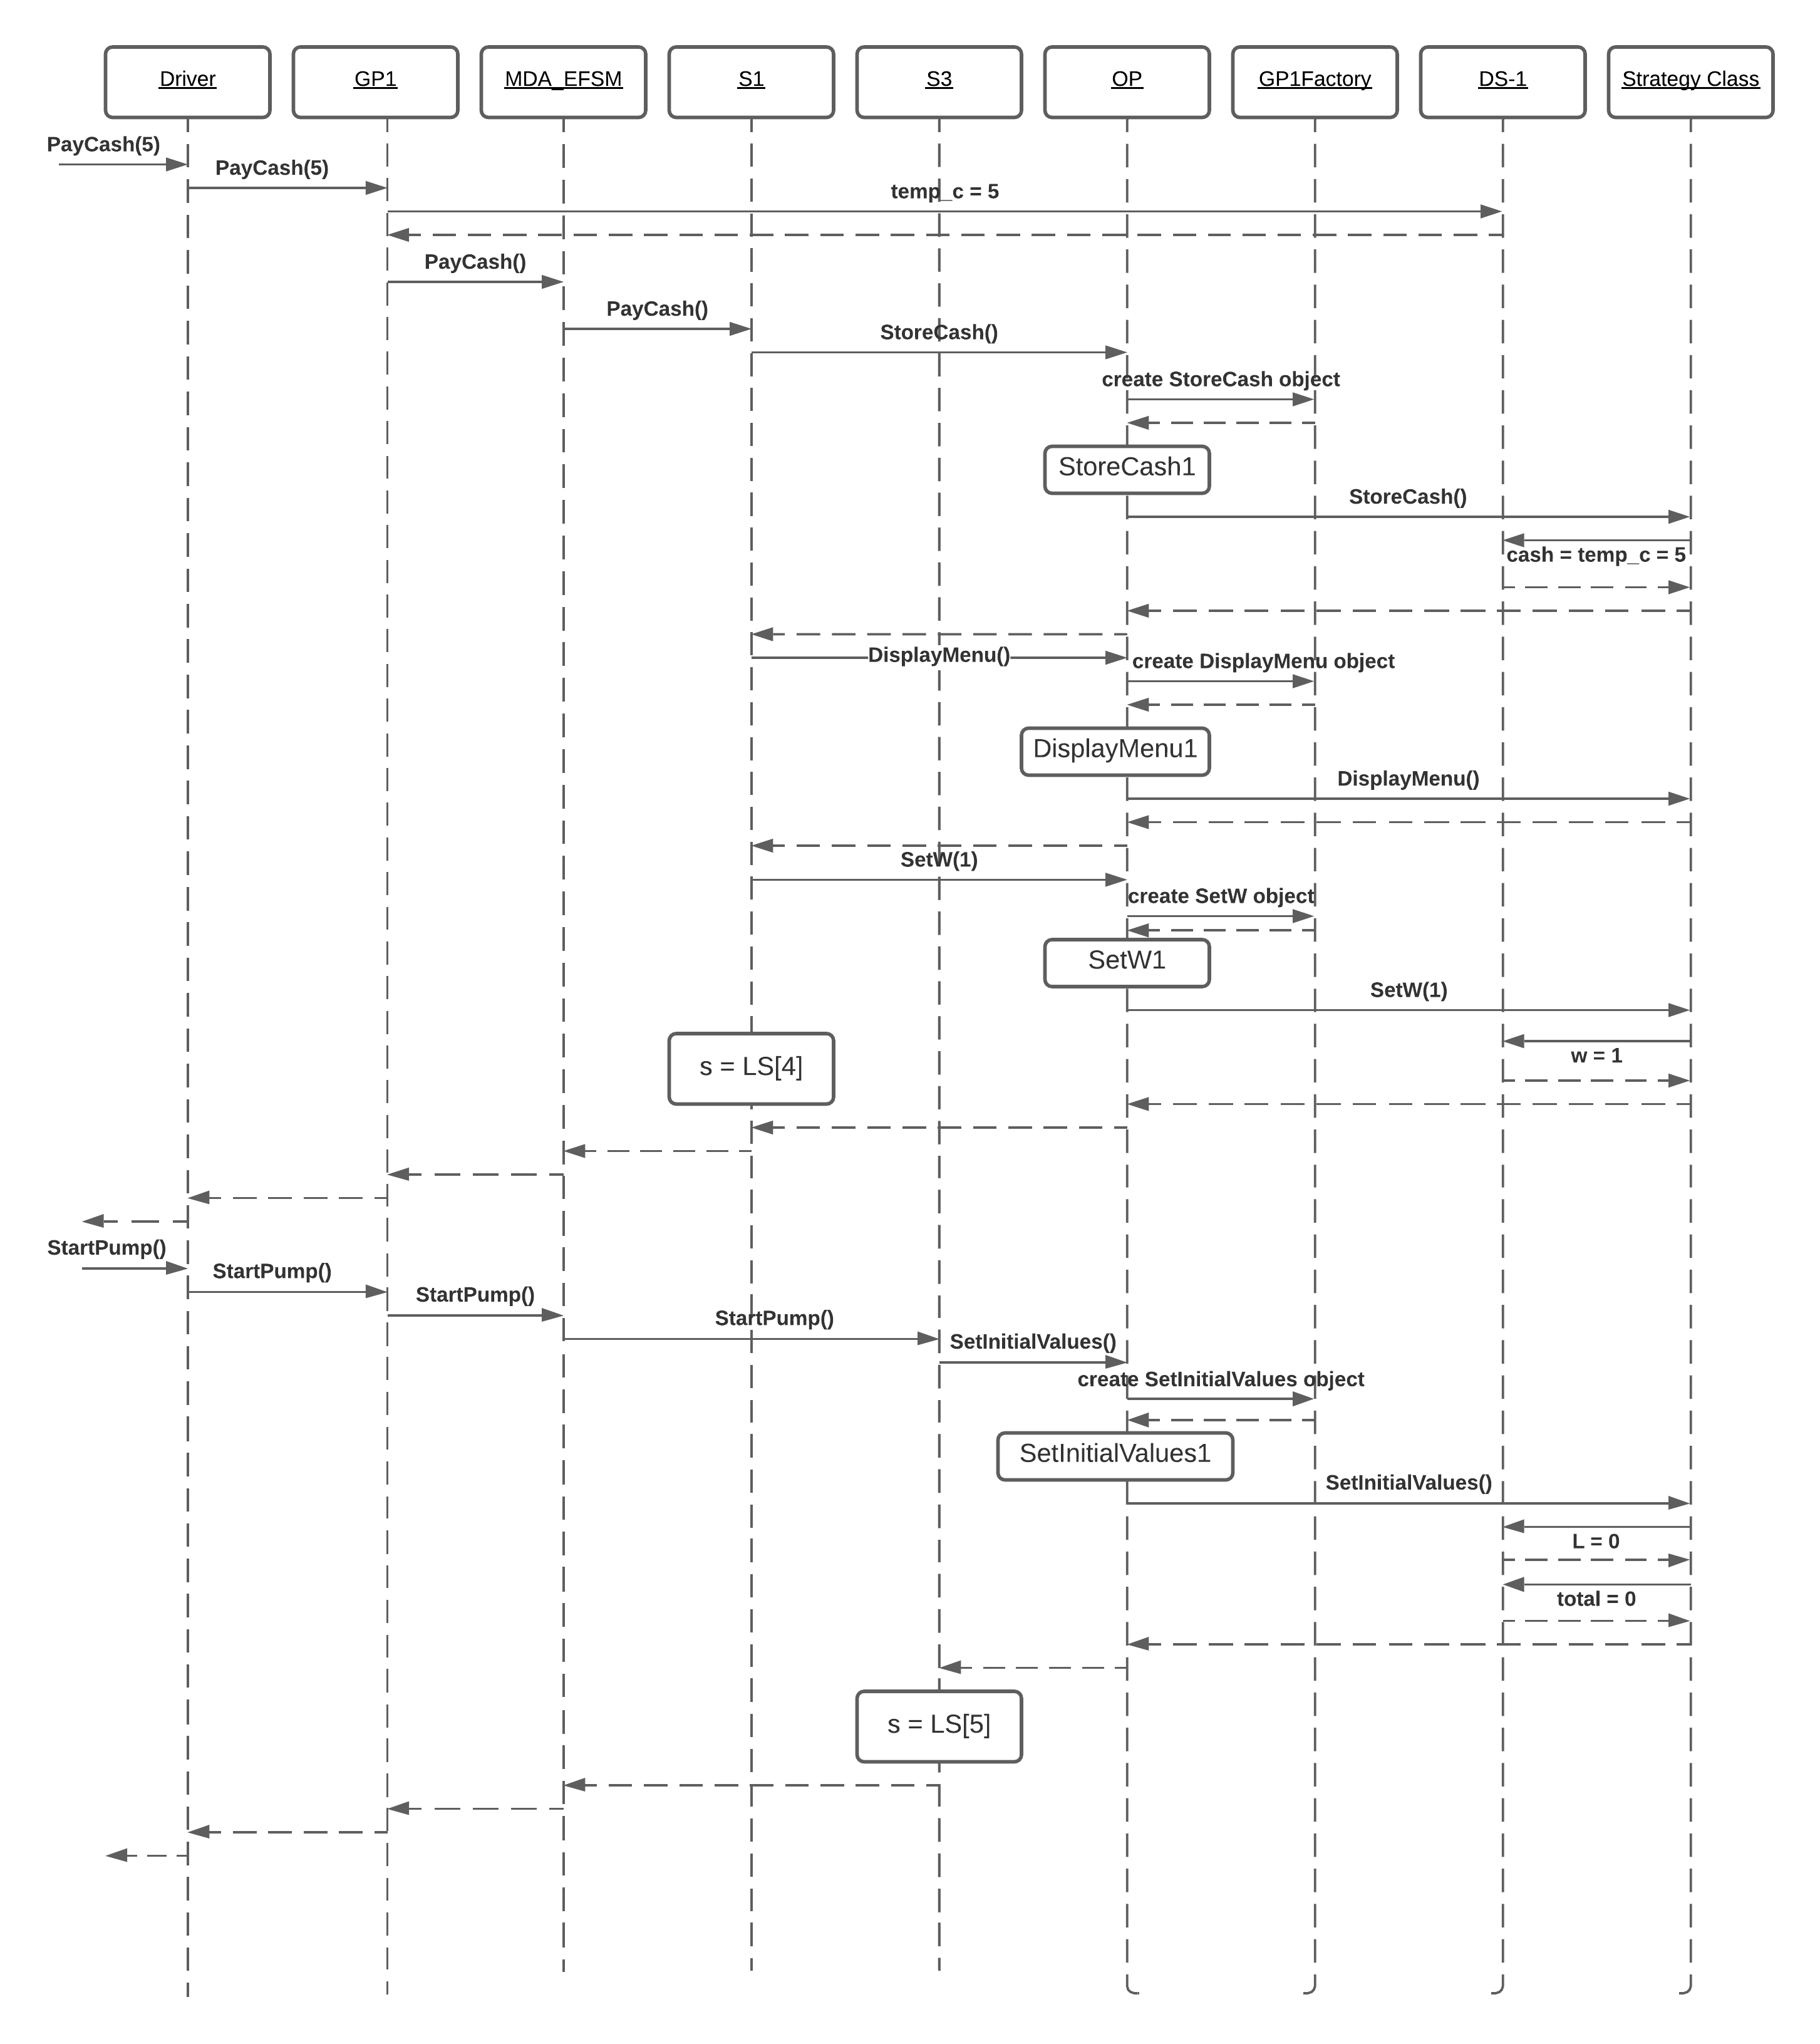 Driver
GP1
MDA_EFSM
S1
S3
OP
GP1Factory
DS-1
Strategy Class
PayCash(5)
PayCash(5)
temp_c = 5
PayCash()
PayCash()
StoreCash()
create StoreCash object
StoreCash1
StoreCash()
cash = temp_c = 5
DisplayMenu()
create DisplayMenu object
DisplayMenu1
DisplayMenu()
SetW(1)
create SetW object
SetW1
SetW(1)
w = 1
s = LS[4]
StartPump()
StartPump()
StartPump()
StartPump()
SetInitialValues()
create SetInitialValues object
SetInitialValues1
SetInitialValues()
L = 0
total = 0
s = LS[5]